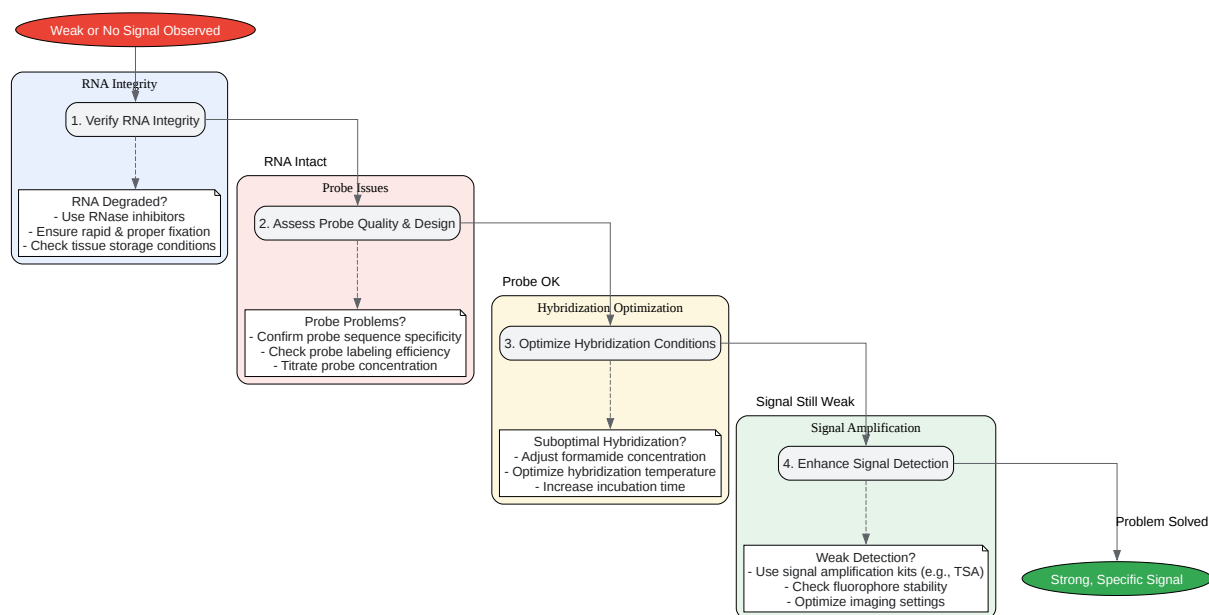 Weak or No Signal Observed
RNA Integrity
1. Verify RNA Integrity
RNA Degraded?
- Use RNase inhibitors
- Ensure rapid & proper fixation
- Check tissue storage conditions
RNA Intact
Probe Issues
2. Assess Probe Quality & Design
Probe Problems?
- Confirm probe sequence specificity
- Check probe labeling efficiency
- Titrate probe concentration
Probe OK
Hybridization Optimization
3. Optimize Hybridization Conditions
Suboptimal Hybridization?
- Adjust formamide concentration
- Optimize hybridization temperature
- Increase incubation time
Signal Still Weak
Signal Amplification
4. Enhance Signal Detection
Weak Detection?
- Use signal amplification kits (e.g., TSA)
- Check fluorophore stability
- Optimize imaging settings
Problem Solved
Strong, Specific Signal